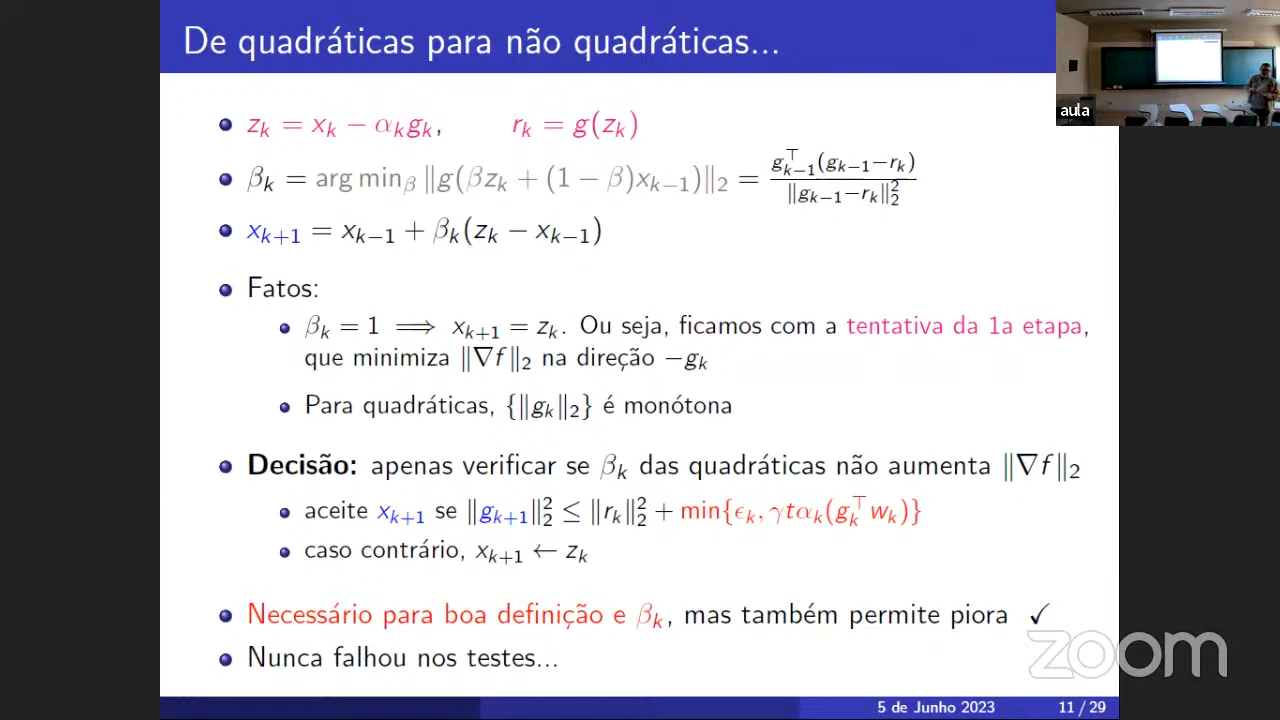 De quadráticas para não quadráticas...
aula
z_k = x_k − α_k g_k, r_k = g(z_k)
β_k = arg min_β ‖g(βz_k + (1 − β)x_{k−1})‖_2 = g_{k−1}^⊤(g_{k−1}−r_k) / ‖g_{k−1}−r_k‖_2^2
x_{k+1} = x_{k−1} + β_k(z_k − x_{k−1})
Fatos:
β_k = 1 ⟹ x_{k+1} = z_k. Ou seja, ficamos com a tentativa da 1a etapa,
que minimiza ‖∇f‖_2 na direção −g_k
Para quadráticas, {‖g_k‖_2} é monótona
Decisão: apenas verificar se β_k das quadráticas não aumenta ‖∇f‖_2
aceite x_{k+1} se ‖g_{k+1}‖_2^2 ≤ ‖r_k‖_2^2 + min{ϵ_k, γtα_k(g_k^⊤ w_k)}
caso contrário, x_{k+1} ← z_k
Necessário para boa definição e β_k, mas também permite piora ✓
Nunca falhou nos testes...
zoom
5 de Junho 2023 11 / 29